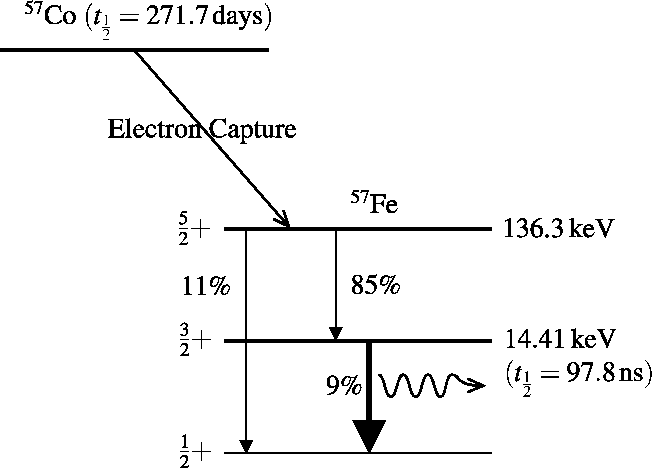 ⁵⁷Co (t½ = 271.7 days)
Electron Capture
⁵⁷Fe
5/2+
136.3 keV
11%
85%
3/2+
14.41 keV
9%
(t½ = 97.8 ns)
1/2+